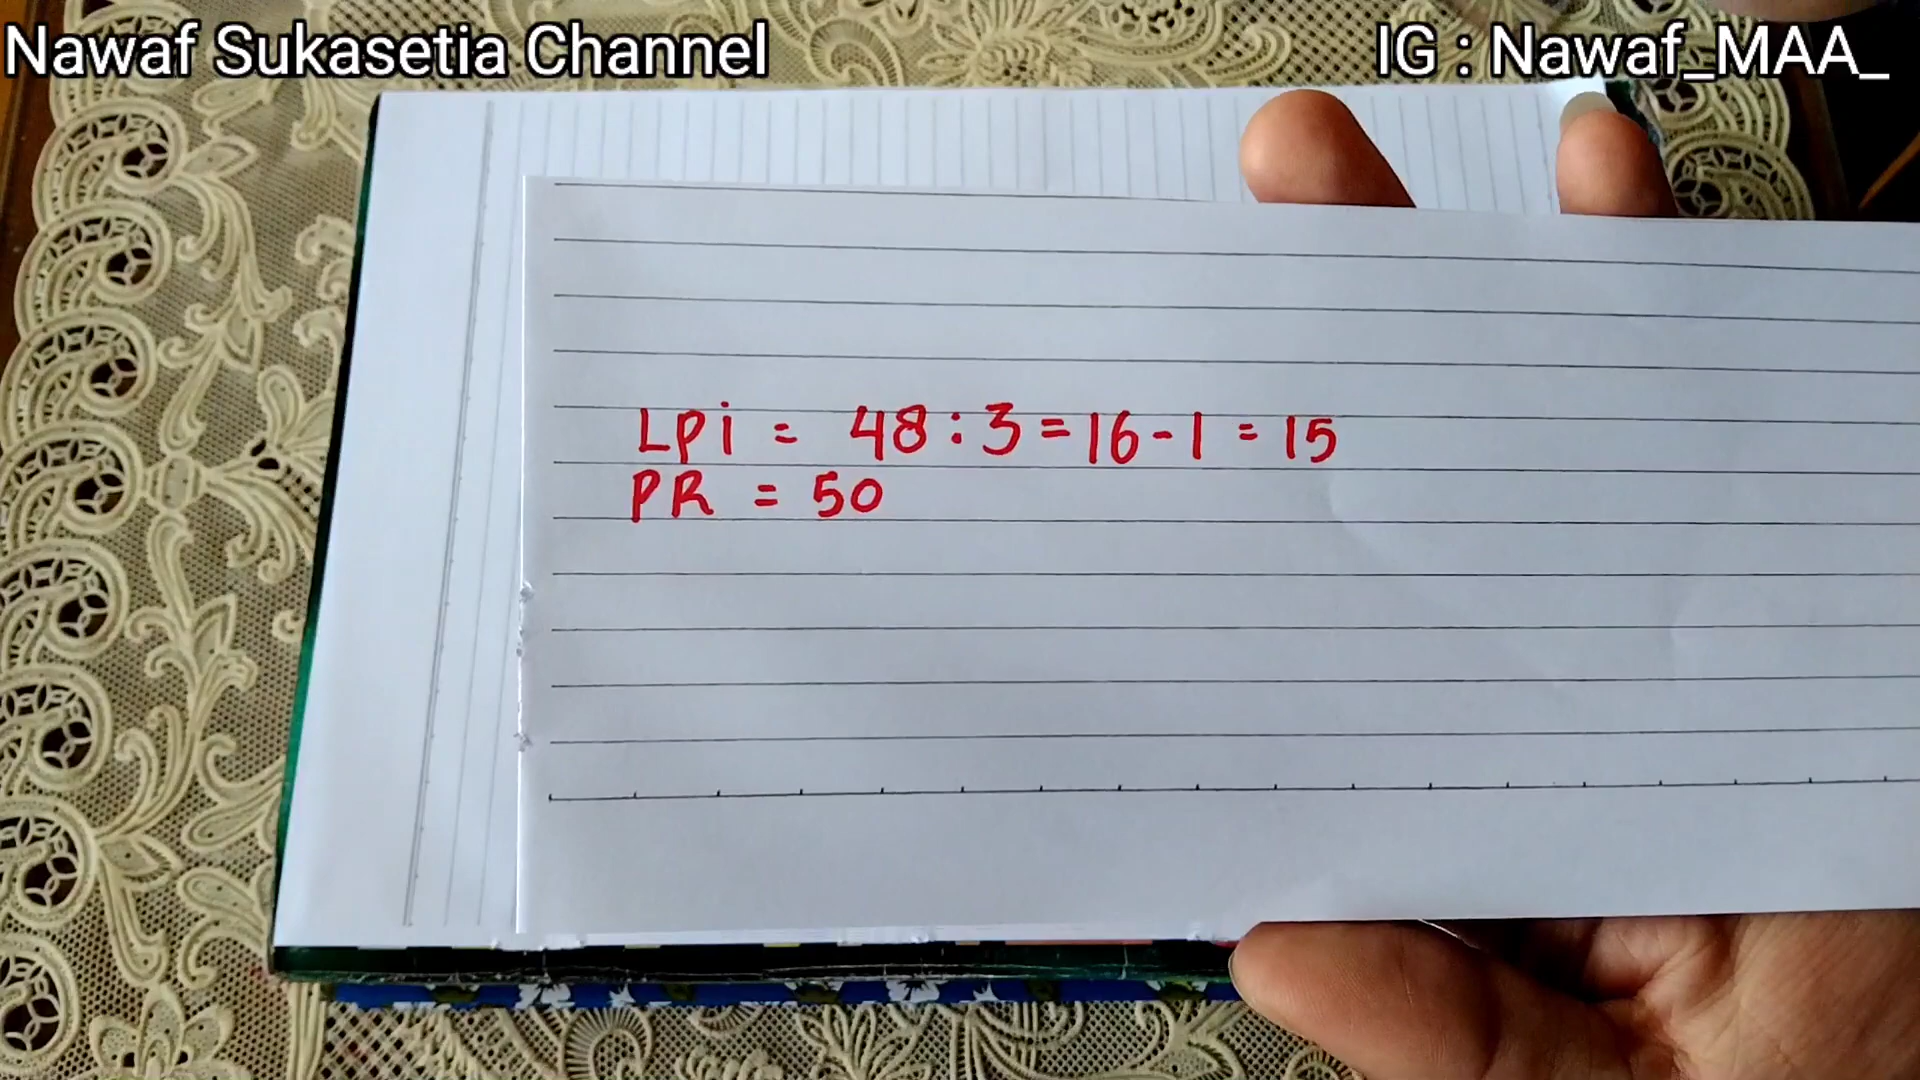 Nawaf Sukasetia Channel
IG : Nawaf_MAA_
LPi = 48 : 3 = 16 - 1 = 15
PR = 50